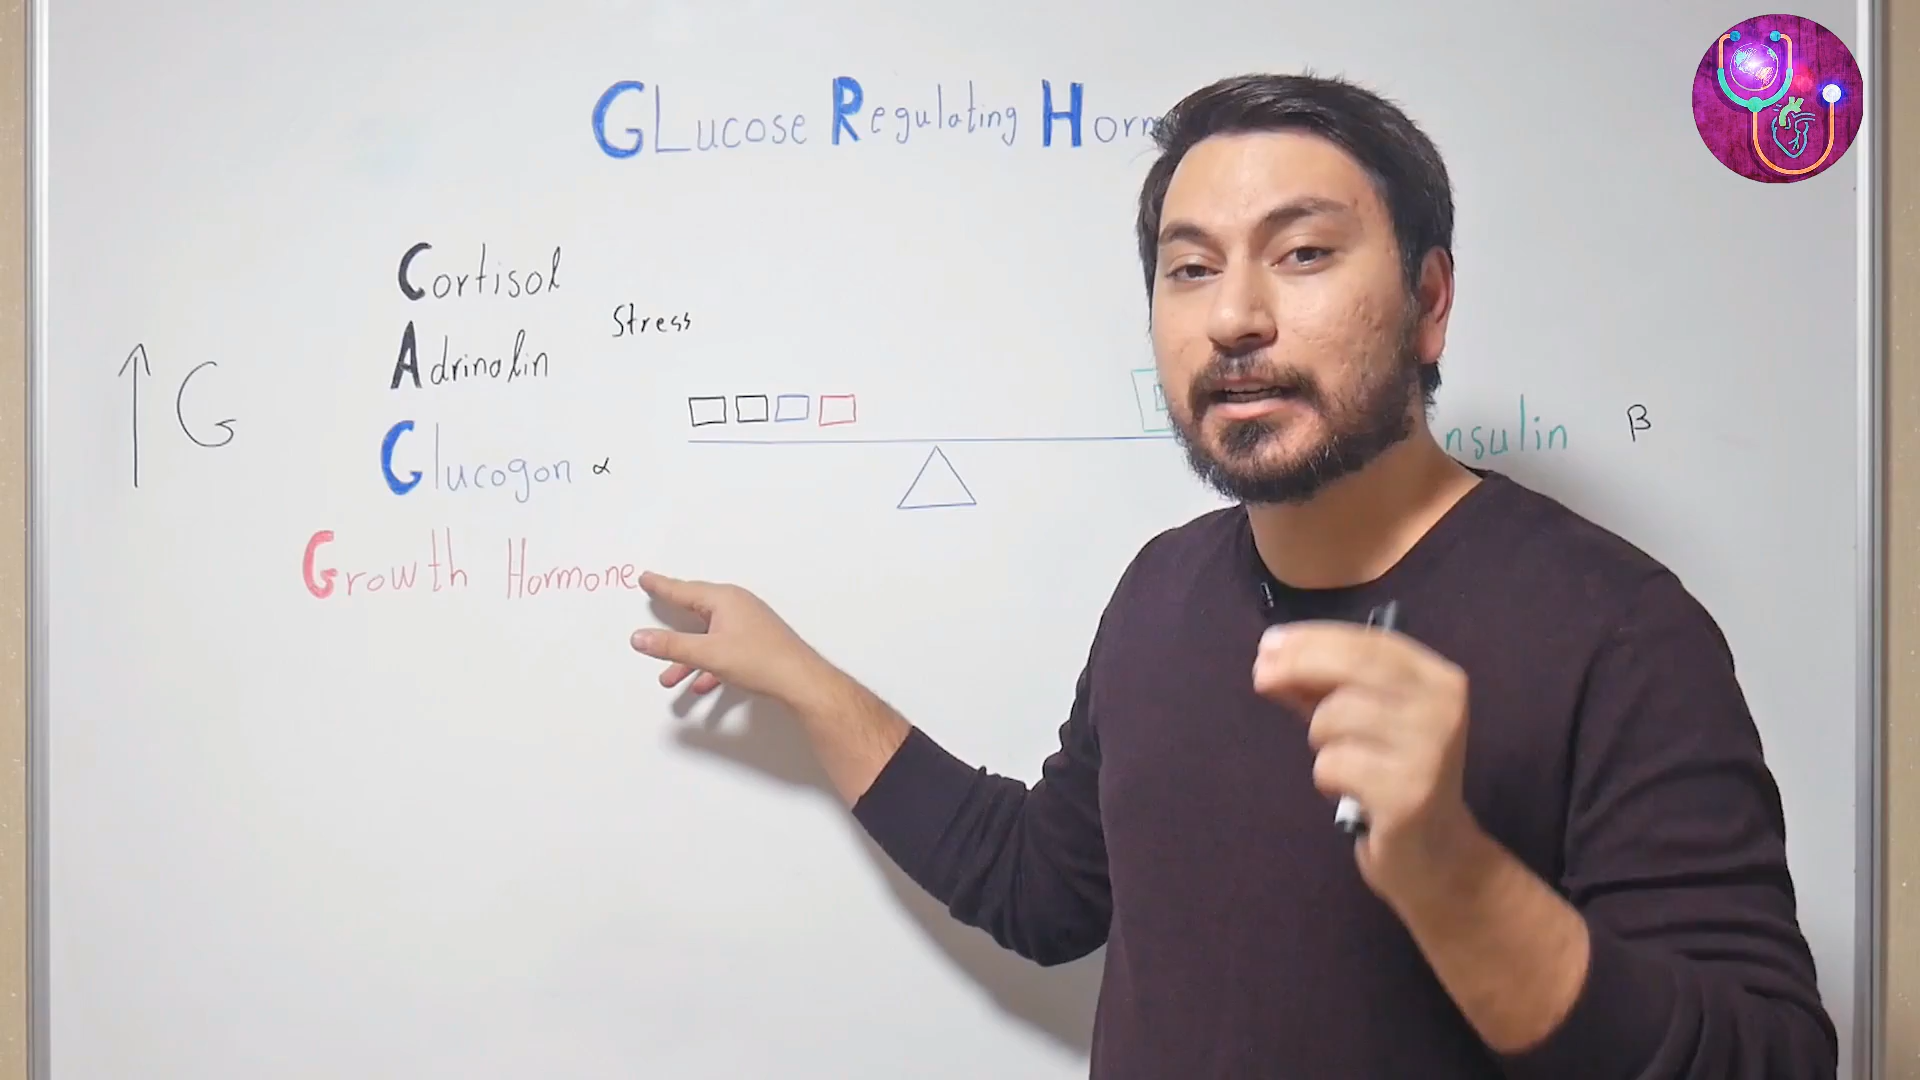 GLucose Regulating Horm
Cortisol
Stress
Adrinalin
↑ G
Glucogon α
nsulin β
Growth Hormone